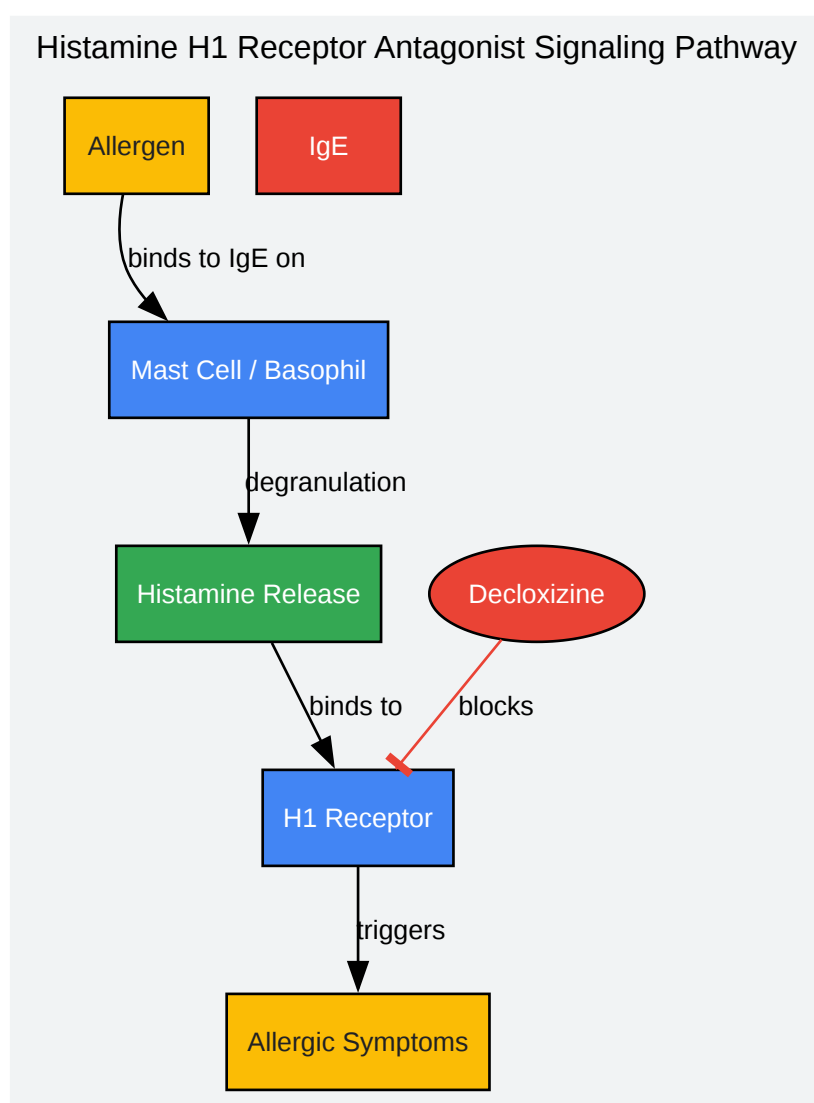 Histamine H1 Receptor Antagonist Signaling Pathway
Allergen
IgE
binds to IgE on
Mast Cell / Basophil
degranulation
Histamine Release
Decloxizine
binds to
blocks
H1 Receptor
triggers
Allergic Symptoms